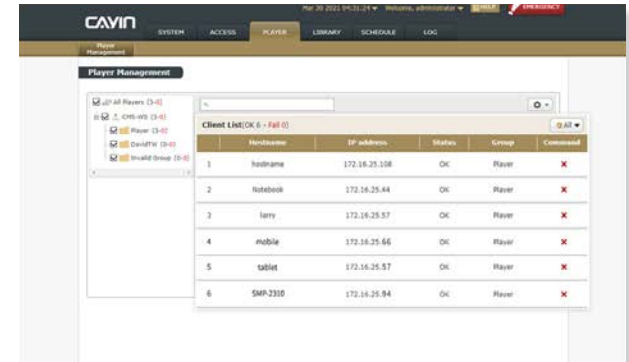 Mar 20 2021 04:31:24 Welcome, administrator HELP EMERGENCY
CAYIN
SYSTEM ACCESS PLAYER LIBRARY SCHEDULE LOG
Player
Management
Player Management
All Players (3-0)
CMS-WS (3-0)
Player (3-0)
DavidTW (3-0)
Invalid Group (0-0)
Client List(OK 6 - Fail 0) All
Hostname IP address Status Group Command
1 hostname 172.16.25.108 OK Player
2 Notebook 172.16.25.44 OK Player
3 larry 172.16.25.57 OK Player
4 mobile 172.16.25.66 OK Player
5 tablet 172.16.25.57 OK Player
6 SMP-2310 172.16.25.94 OK Player